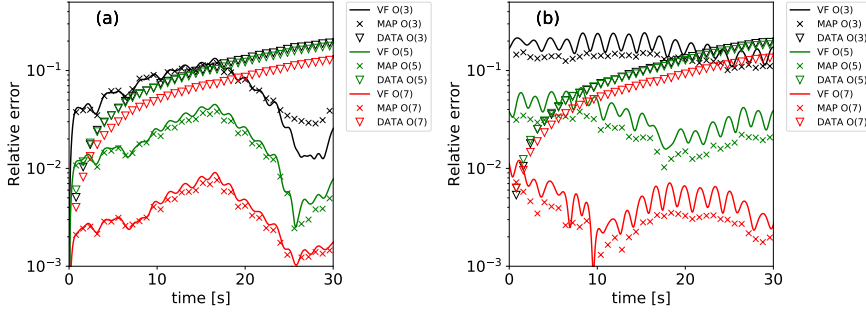 (a)
Relative error
10⁻¹
10⁻²
10⁻³
0
10
20
30
time [s]
VF O(3)
MAP O(3)
DATA O(3)
VF O(5)
MAP O(5)
DATA O(5)
VF O(7)
MAP O(7)
DATA O(7)
(b)
Relative error
10⁻¹
10⁻²
10⁻³
0
10
20
30
time [s]
VF O(3)
MAP O(3)
DATA O(3)
VF O(5)
MAP O(5)
DATA O(5)
VF O(7)
MAP O(7)
DATA O(7)